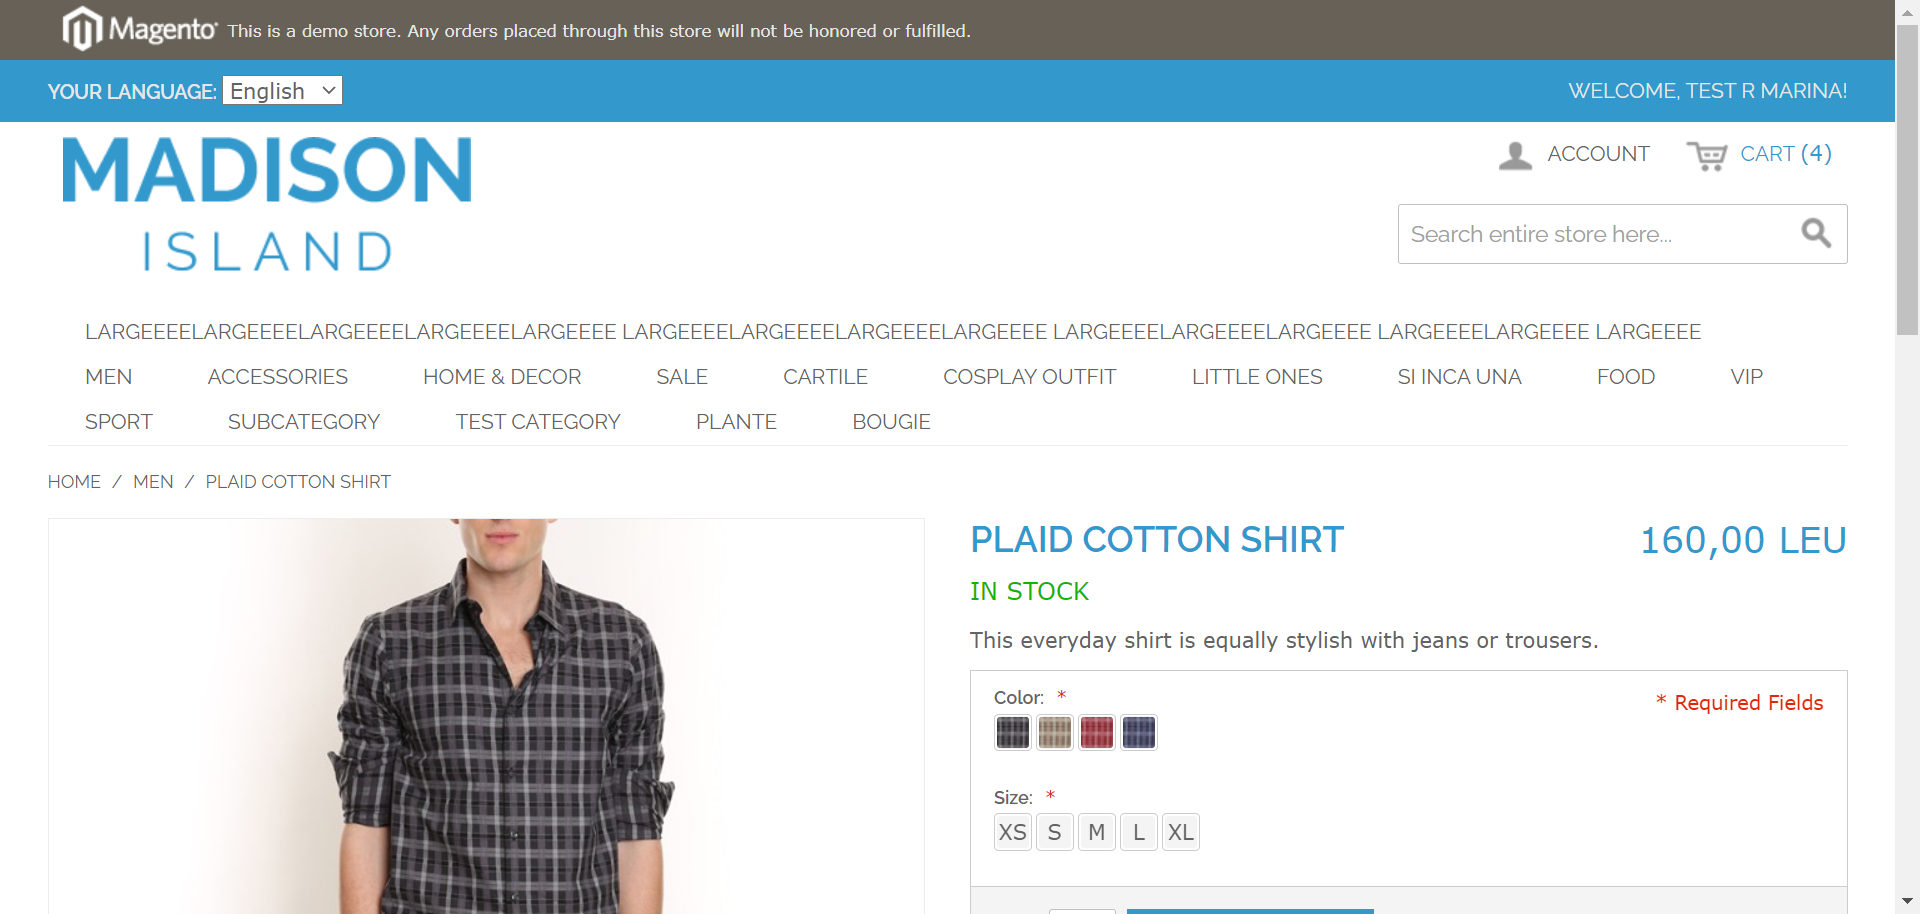 Magento This is a demo store. Any orders placed through this store will not be honored or fulfilled.
YOUR LANGUAGE: English
WELCOME, TEST R MARINA!
MADISON
ISLAND
ACCOUNT
CART (4)
Search entire store here...
LARGEEEELARGEEEELARGEEEELARGEEEELARGEEEE LARGEEEELARGEEEELARGEEEELARGEEEE LARGEEEELARGEEEELARGEEEE LARGEEEELARGEEEE LARGEEEE
MEN ACCESSORIES HOME & DECOR SALE CARTILE COSPLAY OUTFIT LITTLE ONES SI INCA UNA FOOD VIP
SPORT SUBCATEGORY TEST CATEGORY PLANTE BOUGIE
HOME / MEN / PLAID COTTON SHIRT
PLAID COTTON SHIRT
160,00 LEU
IN STOCK
This everyday shirt is equally stylish with jeans or trousers.
Color: *
* Required Fields
Size: *
XS S M L XL